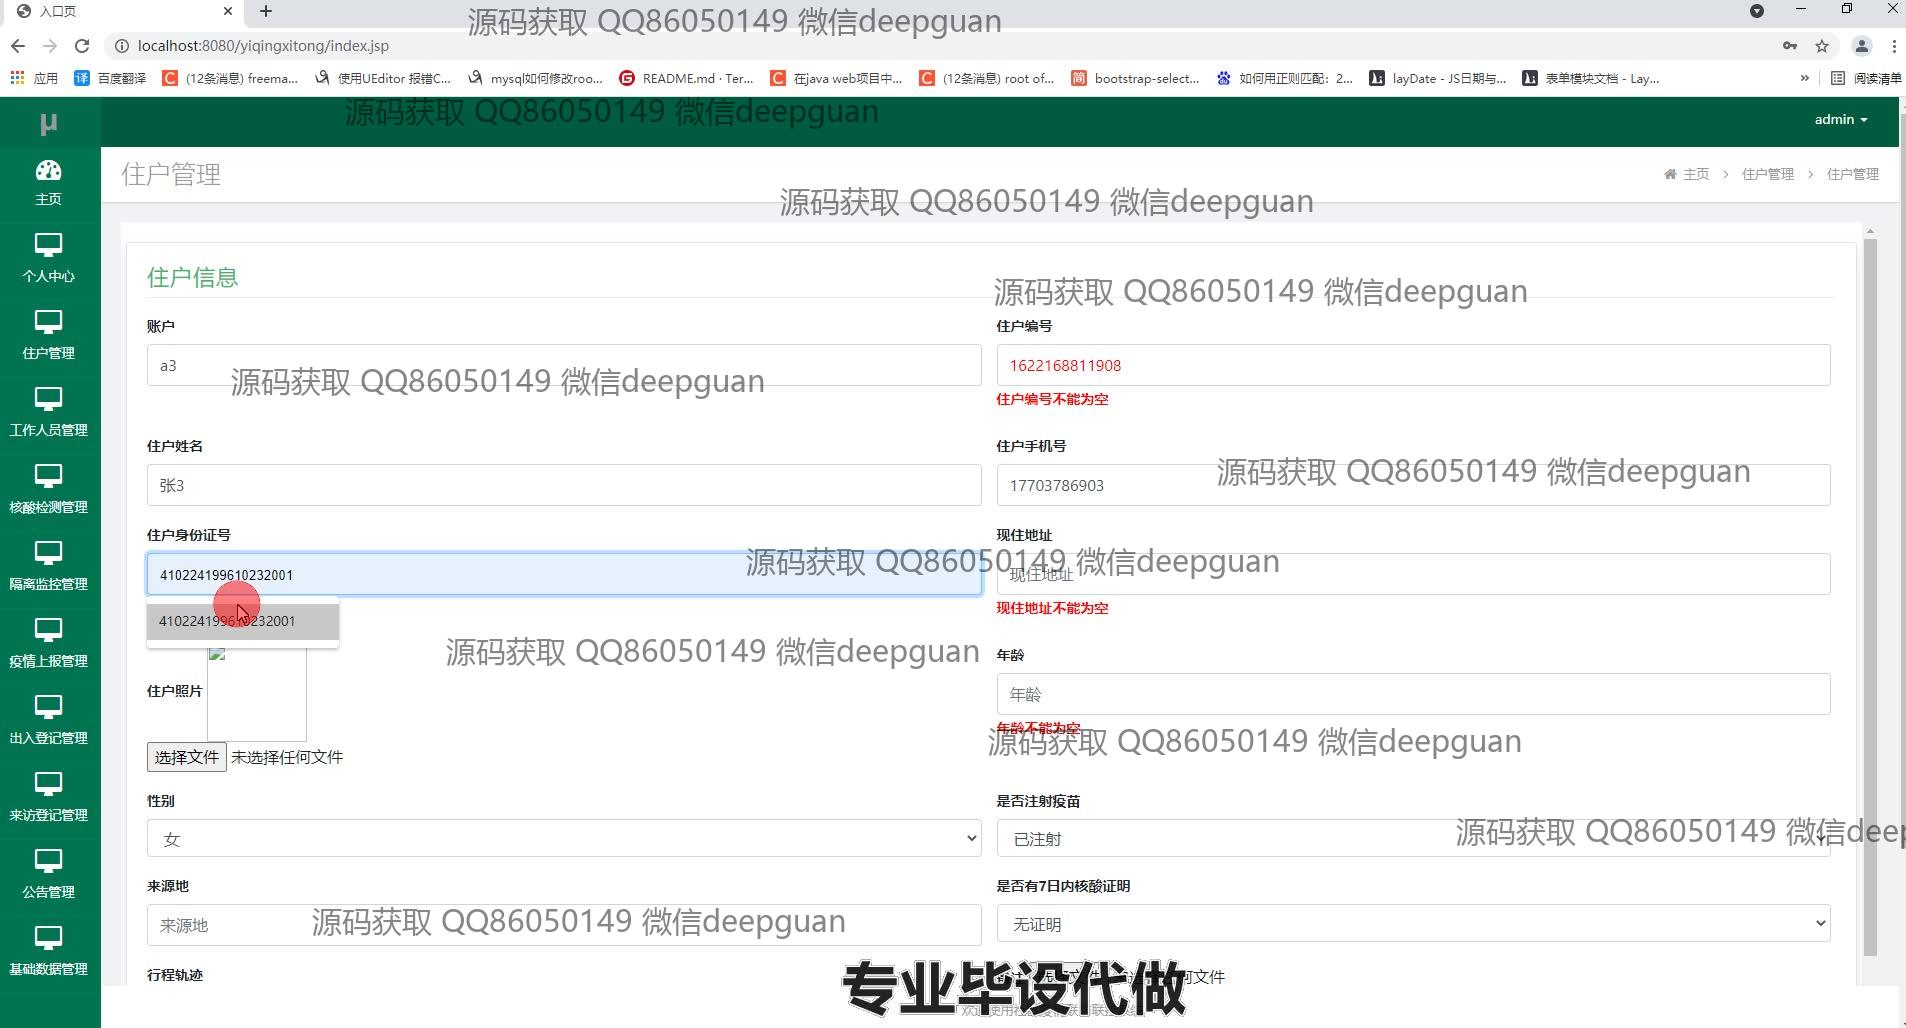 入口页
源码获取 QQ86050149 微信deepguan
localhost:8080/yiqingxitong/index.jsp
应用
百度翻译
(12条消息) freema...
使用UEditor 报错C...
mysql如何修改roo...
README.md · Ter...
在java web项目中...
(12条消息) root of...
bootstrap-select...
如何用正则匹配：2...
layDate - JS日期与...
表单模块文档 - Lay...
»
阅读清单
μ
源码获取 QQ86050149 微信deepguan
admin
主页
住户管理
主页 > 住户管理 > 住户管理
源码获取 QQ86050149 微信deepguan
个人中心
住户管理
工作人员管理
核酸检测管理
隔离监控管理
疫情上报管理
出入登记管理
来访登记管理
公告管理
基础数据管理
住户信息
源码获取 QQ86050149 微信deepguan
账户
住户编号
a3
1622168811908
源码获取 QQ86050149 微信deepguan
住户编号不能为空
住户姓名
住户手机号
张3
17703786903
源码获取 QQ86050149 微信deepguan
住户身份证号
现住地址
410224199610232001
现住地址
源码获取 QQ86050149 微信deepguan
现住地址不能为空
410224199610232001
源码获取 QQ86050149 微信deepguan
年龄
住户照片
年龄
年龄不能为空
源码获取 QQ86050149 微信deepguan
选择文件 未选择任何文件
性别
是否注射疫苗
女
已注射
源码获取 QQ86050149 微信deep
来源地
是否有7日内核酸证明
来源地
无证明
源码获取 QQ86050149 微信deepguan
行程轨迹
专业毕设代做